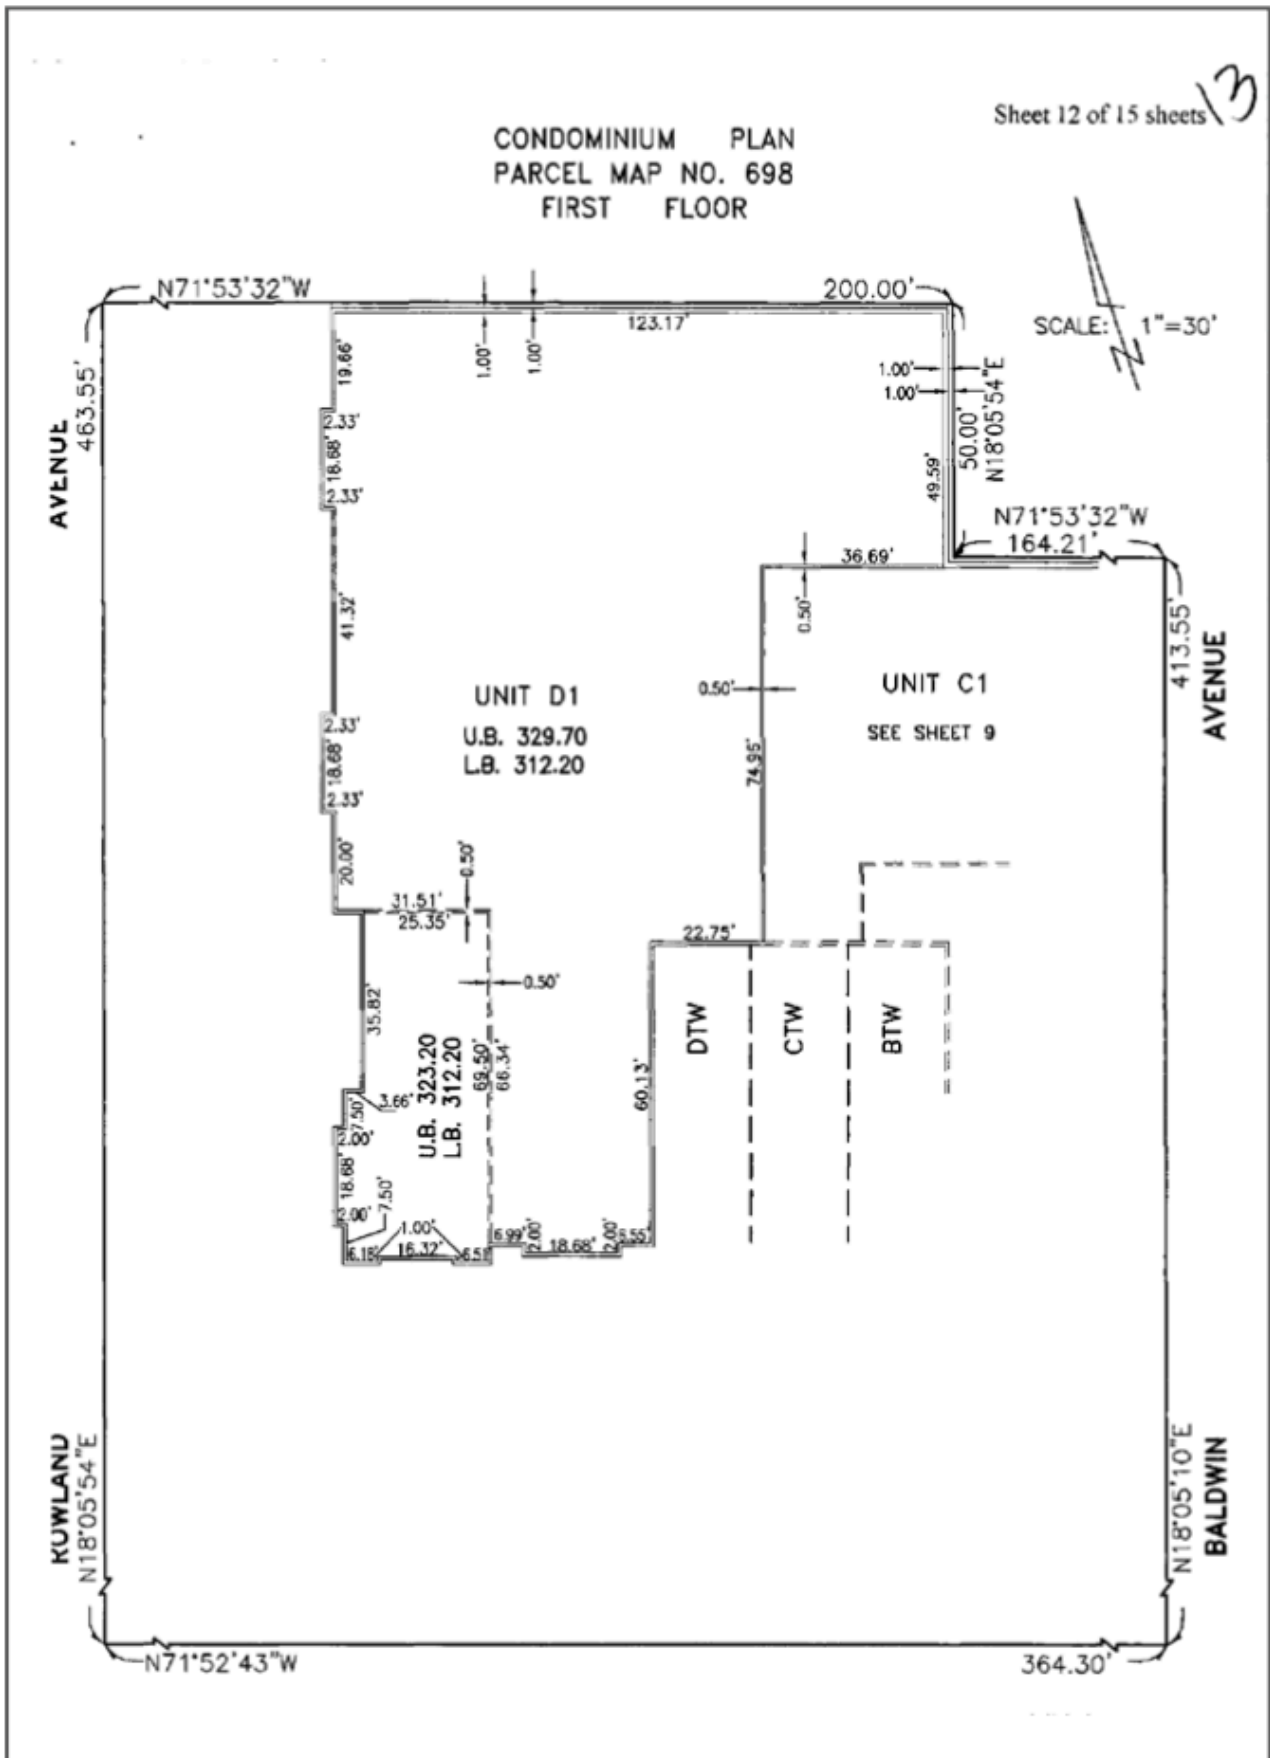 Sheet 12 of 15 sheets 13
CONDOMINIUM PLAN
PARCEL MAP NO. 698
FIRST FLOOR
N71°53'32"W
200.00'
SCALE: 1"=30'
123.17'
1.00'
1.00'
1.00'
1.00'
19.66'
463.55'
AVENUE
2.33'
18.68'
2.33'
49.59'
50.00'
N18°05'54"E
N71°53'32"W
164.21'
36.69'
0.50'
41.32'
413.55'
AVENUE
UNIT D1
U.B. 329.70
L.B. 312.20
0.50'
UNIT C1
SEE SHEET 9
2.33'
18.68'
2.33'
74.95'
20.00'
0.50'
31.51'
25.35'
22.75'
0.50'
35.82'
DTW
CTW
BTW
U.B. 323.20
L.B. 312.20
69.50'
66.34'
60.13'
3.66'
7.50'
2.00'
18.68'
2.00'
7.50'
1.00'
6.18'
16.32'
6.51'
6.99'
2.00'
18.68'
2.00'
6.55'
ROWLAND
N18°05'54"E
N18°05'10"E
BALDWIN
N71°52'43"W
364.30'